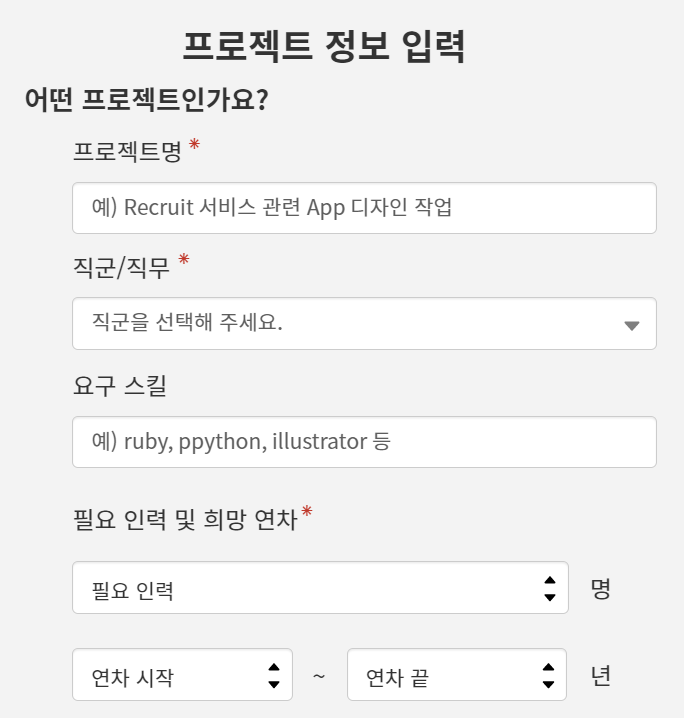 프로젝트 정보 입력
어떤 프로젝트인가요?
프로젝트명 *
예) Recruit 서비스 관련 App 디자인 작업
직군/직무 *
직군을 선택해 주세요.
요구 스킬
예) ruby, ppython, illustrator 등
필요 인력 및 희망 연차*
필요 인력 명
연차 시작 ~ 연차 끝 년